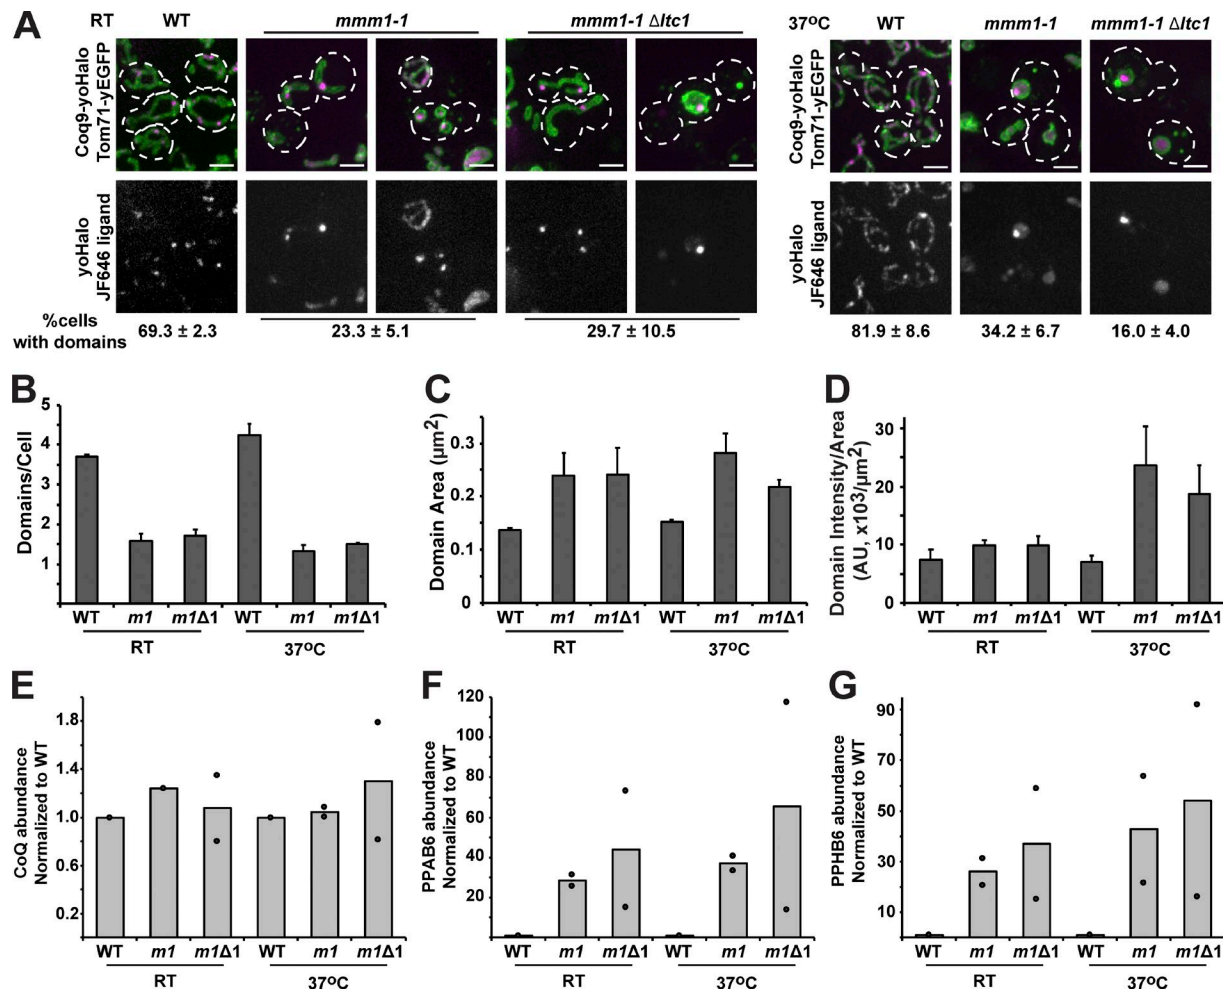 A
RT
WT
mmm1-1
mmm1-1 Δltc1
37°C
WT
mmm1-1
mmm1-1 Δltc1
Coq9-yoHalo
Tom71-yEGFP
Coq9-yoHalo
Tom71-yEGFP
yoHalo
JF646 ligand
yoHalo
JF646 ligand
%cells
with domains
69.3 ± 2.3
23.3 ± 5.1
29.7 ± 10.5
81.9 ± 8.6
34.2 ± 6.7
16.0 ± 4.0
B
Domains/Cell
5
4
3
2
1
0
WT
m1
m1Δ1
WT
m1
m1Δ1
RT
37°C
C
Domain Area (µm²)
0.3
0.2
0.1
0
WT
m1
m1Δ1
WT
m1
m1Δ1
RT
37°C
D
Domain Intensity/Area
(AU, x10³/µm²)
30
20
10
0
WT
m1
m1Δ1
WT
m1
m1Δ1
RT
37°C
E
CoQ abundance
Normalized to WT
1.8
1.4
1.0
0.6
0.2
WT
m1
m1Δ1
WT
m1
m1Δ1
RT
37°C
F
PPAB6 abundance
Normalized to WT
120
100
80
60
40
20
0
WT
m1
m1Δ1
WT
m1
m1Δ1
RT
37°C
G
PPHB6 abundance
Normalized to WT
90
70
50
30
10
WT
m1
m1Δ1
WT
m1
m1Δ1
RT
37°C